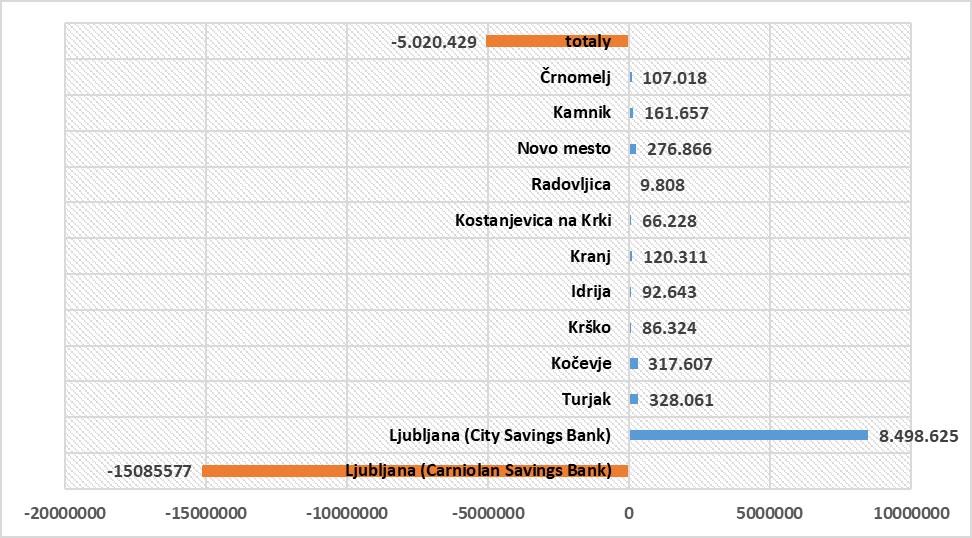 totaly -5.020.429
Črnomelj 107.018
Kamnik 161.657
Novo mesto 276.866
Radovljica 9.808
Kostanjevica na Krki 66.228
Kranj 120.311
Idrija 92.643
Krško 86.324
Kočevje 317.607
Turjak 328.061
Ljubljana (City Savings Bank) 8.498.625
-15085577 Ljubljana (Carniolan Savings Bank)
-20000000 -15000000 -10000000 -5000000 0 5000000 10000000